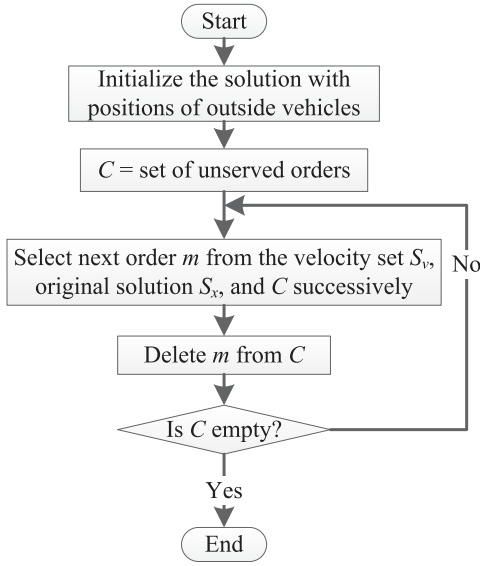 Start
Initialize the solution with
positions of outside vehicles
C = set of unserved orders
Select next order m from the velocity set Sv,
original solution Sx, and C successively
No
Delete m from C
Is C empty?
Yes
End